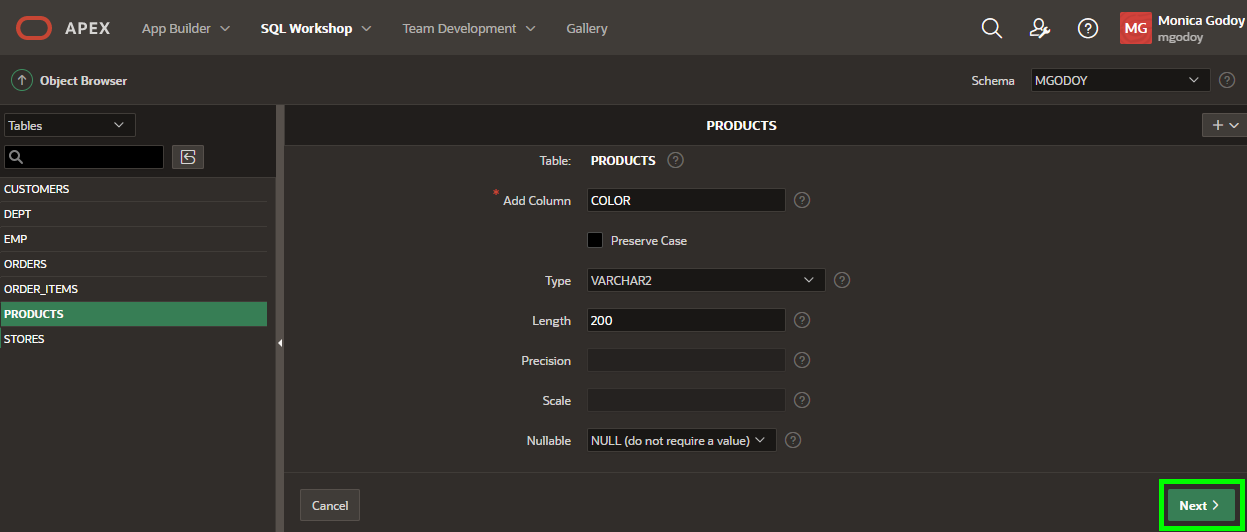 APEX App Builder SQL Workshop Team Development Gallery MG Monica Godoy
mgodoy
Object Browser Schema MGODOY
Tables
PRODUCTS
CUSTOMERS
DEPT
EMP
ORDERS
ORDER_ITEMS
PRODUCTS
STORES
Table: PRODUCTS
* Add Column COLOR
Preserve Case
Type VARCHAR2
Length 200
Precision
Scale
Nullable NULL (do not require a value)
Cancel Next